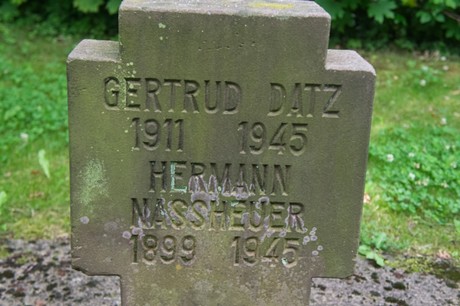 GERTRUD DATZ
1911 1945
HERMANN
NASSHEUER
1899 1945